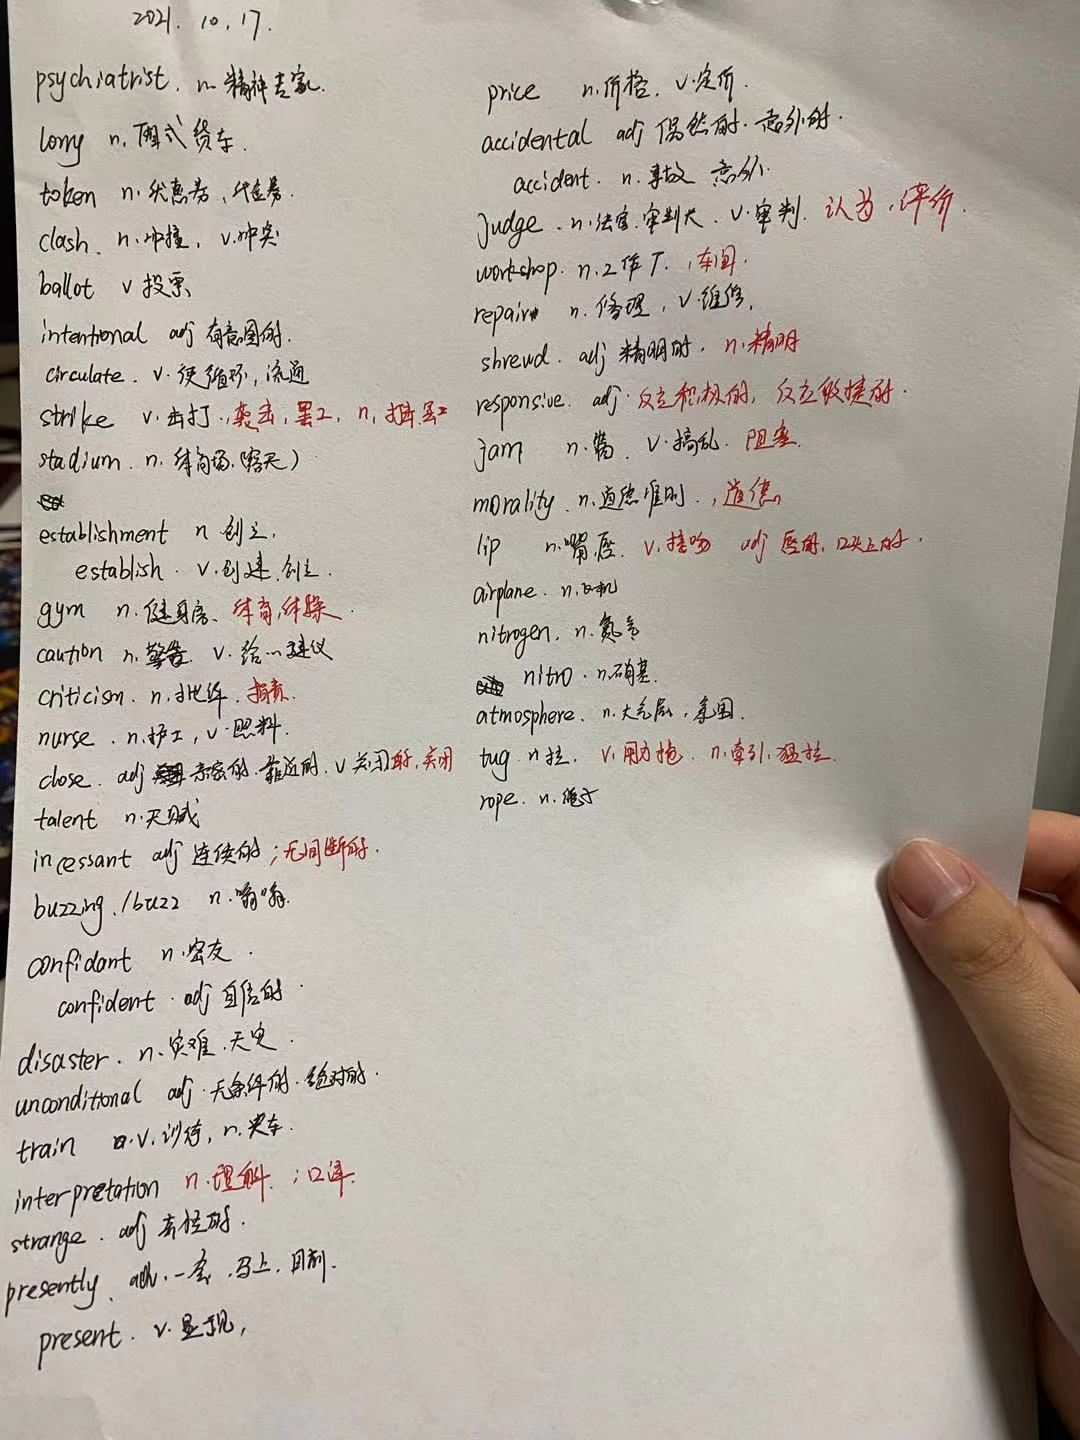 2021. 10. 17.
psychiatrist. n. 精神专家.
lorry n. 厢式货车.
token n. 优惠券, 代金券.
clash. n. 冲撞, v.冲突
ballot v 投票
intentional adj 有意图的.
circulate. v. 使循环, 流通
strike v. 击打, 袭击, 罢工, n, 打击, 罢工
stadium. n. 体育场. (露天)
establishment n 创立.
establish. v. 创建. 创立.
gym n. 健身房、体育, 体操.
caution n. 警告. v. 给…建议
criticism. n. 批评. 指责.
nurse. n. 护士, v. 照料.
close. adj 亲密的. 靠近的. v 关闭的, 关闭
talent n. 天赋
incessant adj 连续的; 无间断的.
buzzing. / buzz n. 嗡嗡.
confidant n. 密友.
confident. adj 自信的.
disaster. n. 灾难. 天灾.
unconditional adj. 无条件的. 绝对的.
train v. 训练, n. 火车.
interpretation n. 理解. ; 口译.
strange. adj 奇怪的.
presently. adv. 一会. 马上. 目前.
present. v. 显现,
price n. 价格, v. 定价.
accidental adj 偶然的. 意外的.
accident. n. 事故 意外.
judge. n. 法官. 审判犬. v. 审判. 认为, 评价.
workshop. n. 工作厂. 车间.
repair n. 修理, v. 维修.
shrewd. adj 精明的. n. 精明
responsive. adj. 反应积极的, 反应敏捷的.
jam n. 酱. v. 搞乱. 阻塞.
morality n. 道德准则. , 道德.
lip n. 嘴唇. v. 接吻 adj 唇的. 口头上的.
airplane. n. 飞机
nitrogen. n. 氮气
nitro. n. 硝基.
atmosphere. n. 大气层, 氛围.
tug. n 拉. v. 用力拖. n. 牵引. 猛拉.
rope. n. 绳子